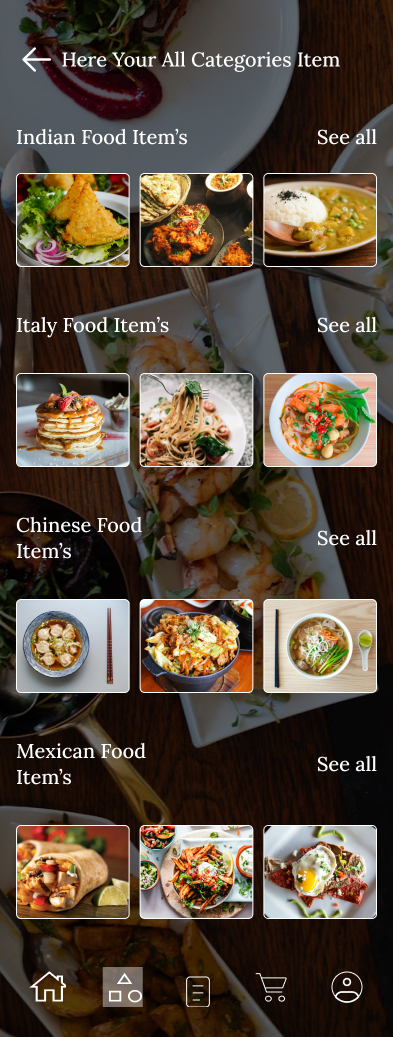 Here Your All Categories Item
Indian Food Item’s
See all
Italy Food Item’s
See all
Chinese Food
Item’s
See all
Mexican Food
Item’s
See all